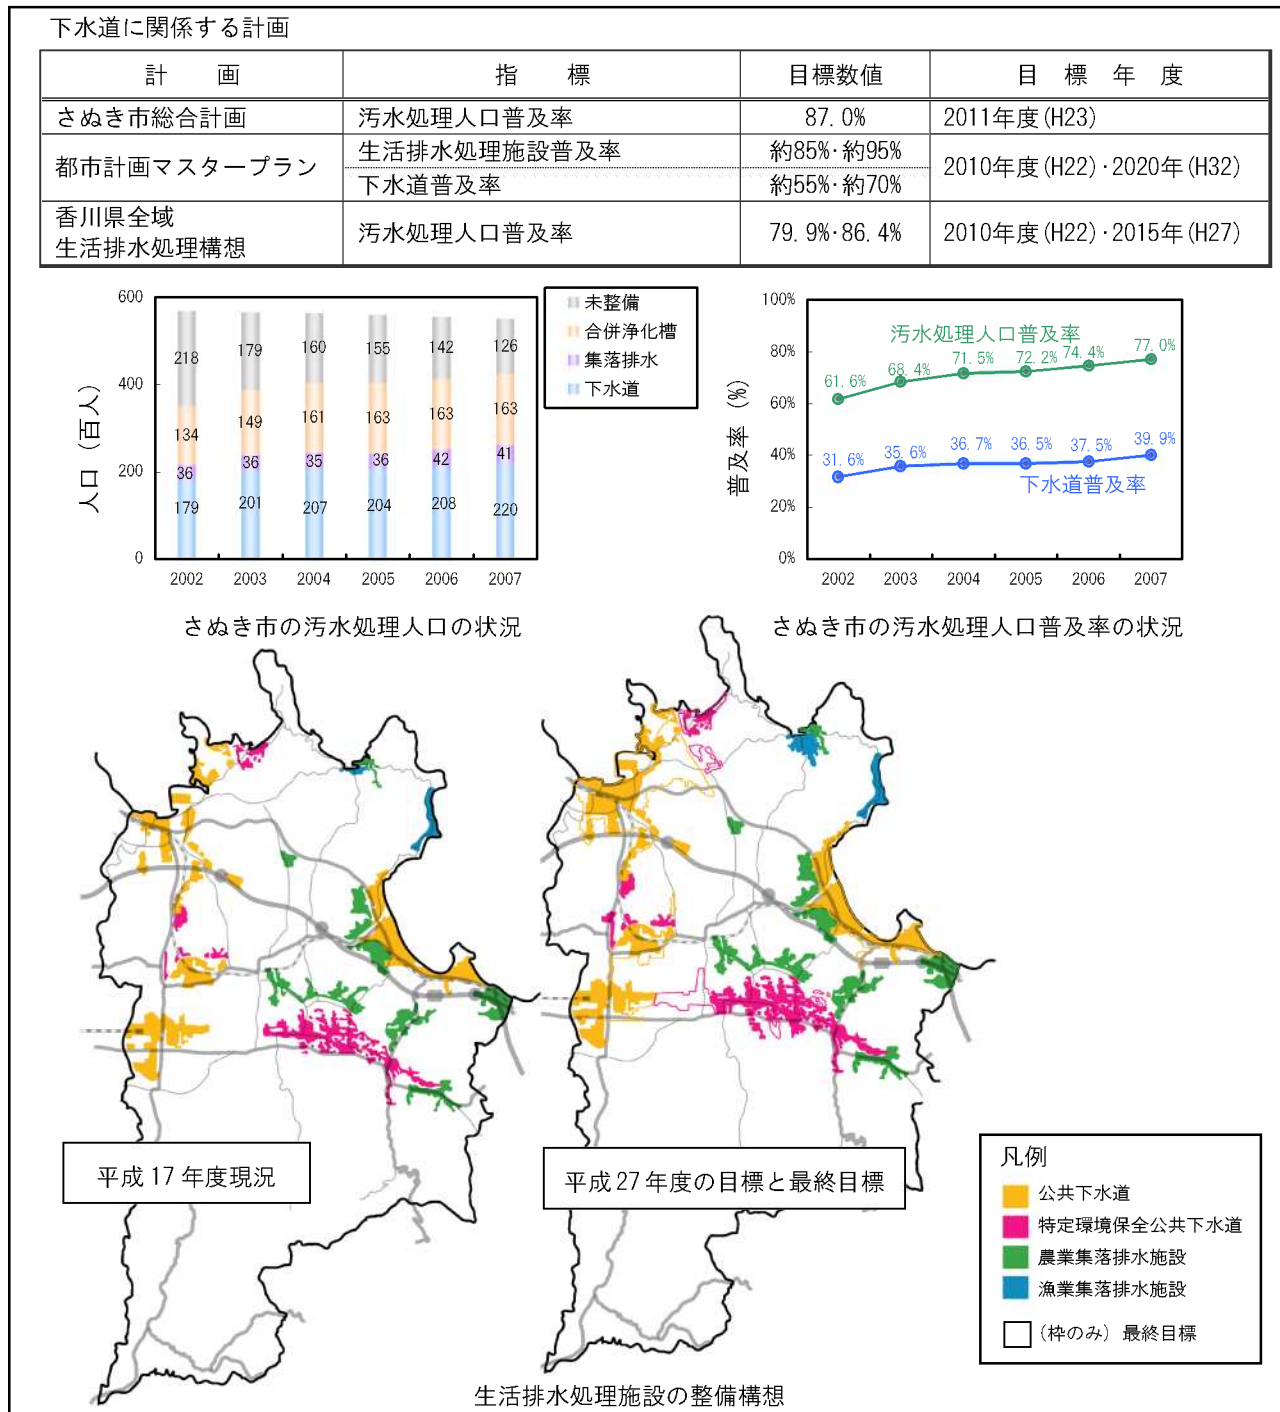 下水道に関係する計画
計　画 指　標 目標数値 目 標 年 度
さぬき市総合計画 汚水処理人口普及率 87.0% 2011年度(H23)
都市計画マスタープラン 生活排水処理施設普及率 約85%・約95% 2010年度(H22)・2020年(H32)
下水道普及率 約55%・約70%
香川県全域
生活排水処理構想 汚水処理人口普及率 79.9%・86.4% 2010年度(H22)・2015年(H27)
人口（百人）
600
400
200
0
218 179 160 155 142 126
134 149 161 163 163 163
36 36 35 36 42 41
179 201 207 204 208 220
2002 2003 2004 2005 2006 2007
未整備
合併浄化槽
集落排水
下水道
さぬき市の汚水処理人口の状況
普及率（%）
100%
80%
60%
40%
20%
0%
汚水処理人口普及率
61.6% 68.4% 71.5% 72.2% 74.4% 77.0%
31.6% 35.6% 36.7% 36.5% 37.5% 39.9%
下水道普及率
2002 2003 2004 2005 2006 2007
さぬき市の汚水処理人口普及率の状況
平成17年度現況
平成27年度の目標と最終目標
凡例
公共下水道
特定環境保全公共下水道
農業集落排水施設
漁業集落排水施設
(枠のみ) 最終目標
生活排水処理施設の整備構想